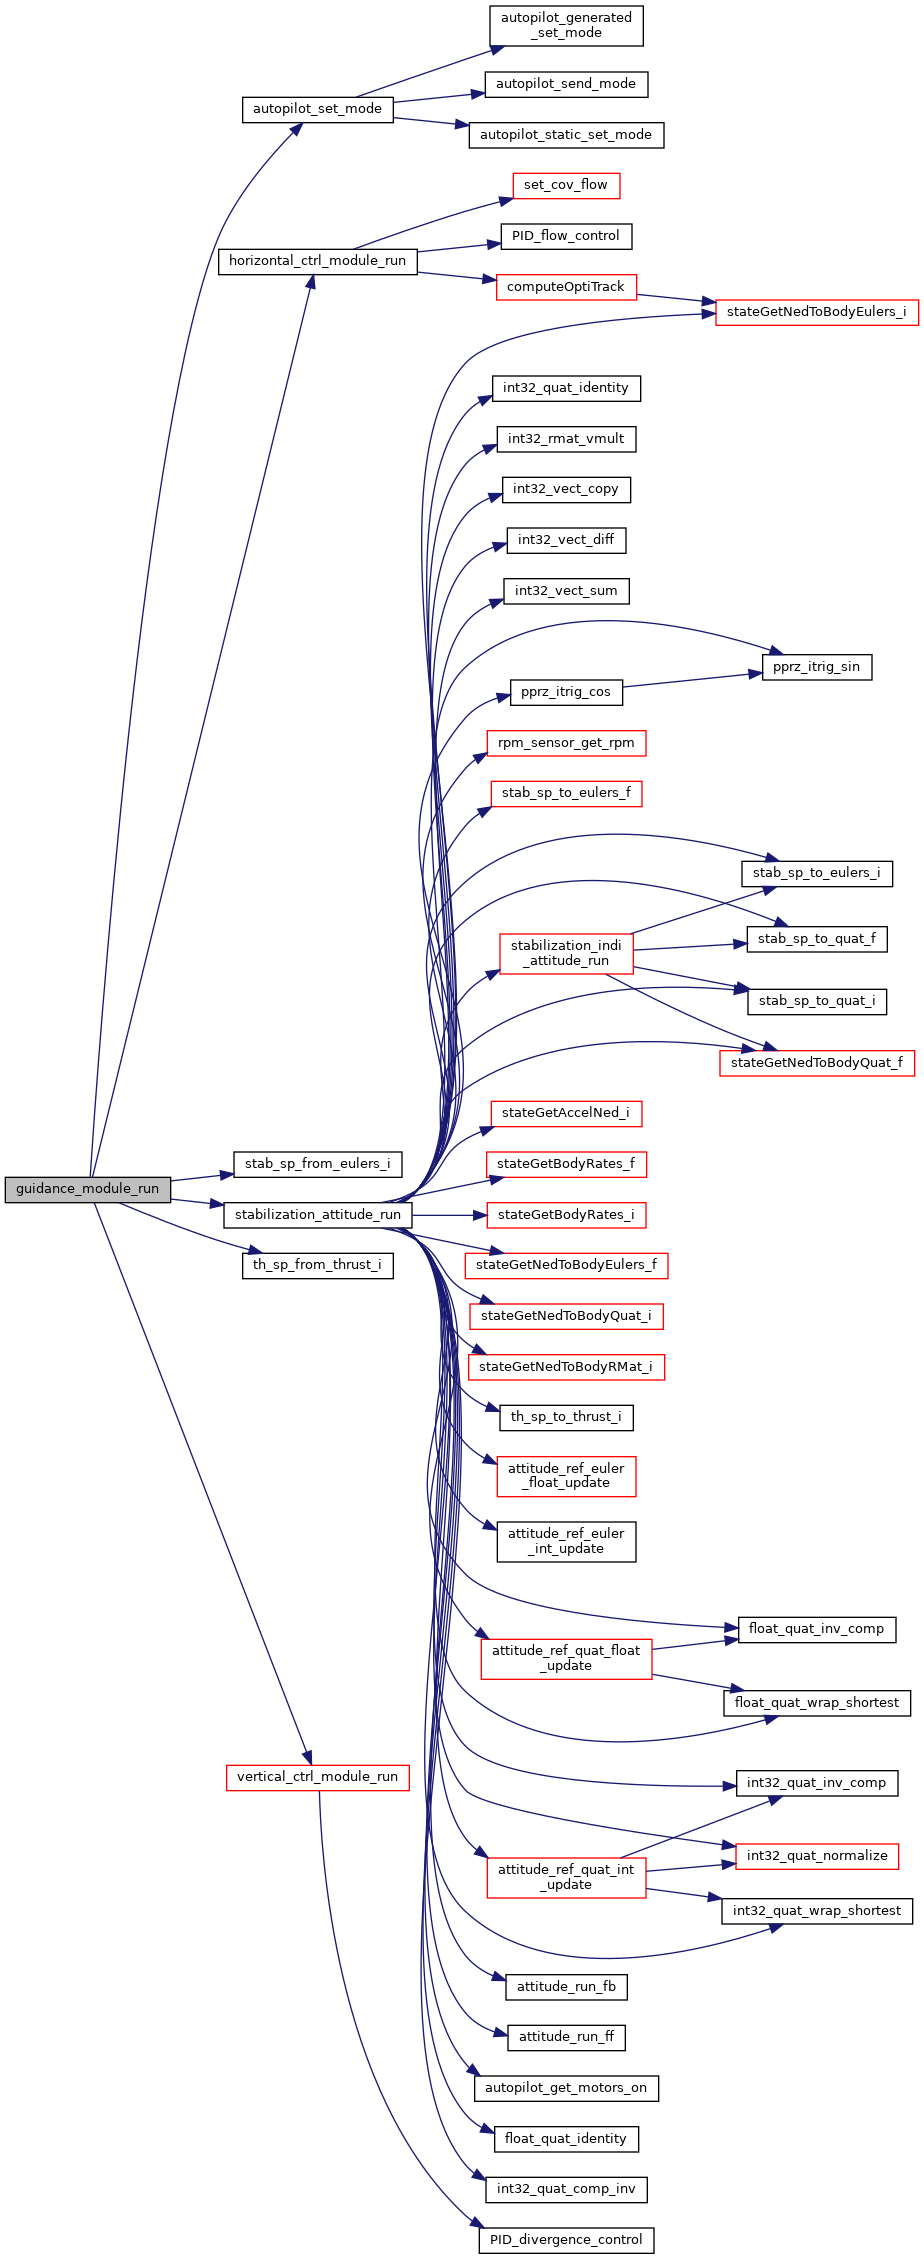 autopilot_generated
_set_mode
autopilot_send_mode
autopilot_set_mode
autopilot_static_set_mode
set_cov_flow
PID_flow_control
horizontal_ctrl_module_run
computeOptiTrack
stateGetNedToBodyEulers_i
int32_quat_identity
int32_rmat_vmult
int32_vect_copy
int32_vect_diff
int32_vect_sum
pprz_itrig_sin
pprz_itrig_cos
rpm_sensor_get_rpm
stab_sp_to_eulers_f
stab_sp_to_eulers_i
stabilization_indi
_attitude_run
stab_sp_to_quat_f
stab_sp_to_quat_i
stateGetNedToBodyQuat_f
stateGetAccelNed_i
stab_sp_from_eulers_i
stateGetBodyRates_f
guidance_module_run
stabilization_attitude_run
stateGetBodyRates_i
th_sp_from_thrust_i
stateGetNedToBodyEulers_f
stateGetNedToBodyQuat_i
stateGetNedToBodyRMat_i
th_sp_to_thrust_i
attitude_ref_euler
_float_update
attitude_ref_euler
_int_update
float_quat_inv_comp
attitude_ref_quat_float
_update
float_quat_wrap_shortest
vertical_ctrl_module_run
int32_quat_inv_comp
int32_quat_normalize
attitude_ref_quat_int
_update
int32_quat_wrap_shortest
attitude_run_fb
attitude_run_ff
autopilot_get_motors_on
float_quat_identity
int32_quat_comp_inv
PID_divergence_control